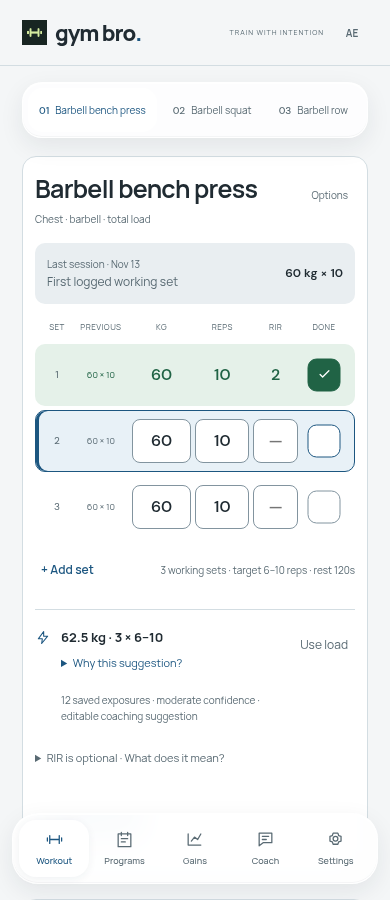 gym bro.
TRAIN WITH INTENTION
AE
01 Barbell bench press
02 Barbell squat
03 Barbell row
Barbell bench press
Options
Chest · barbell · total load
Last session · Nov 13
First logged working set
60 kg × 10
SET PREVIOUS KG REPS RIR DONE
1 60 × 10 60 10 2
2 60 × 10 60 10 —
3 60 × 10 60 10 —
+ Add set
3 working sets · target 6–10 reps · rest 120s
62.5 kg · 3 × 6–10
Use load
Why this suggestion?
12 saved exposures · moderate confidence ·
editable coaching suggestion
RIR is optional · What does it mean?
Workout
Programs
Gains
Coach
Settings